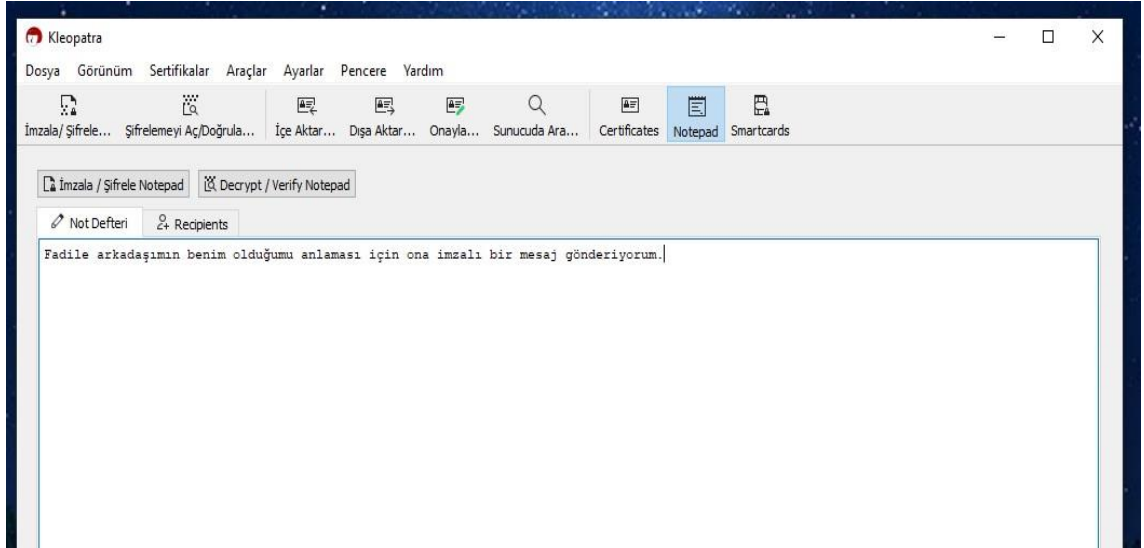 Kleopatra
Dosya Görünüm Sertifikalar Araçlar Ayarlar Pencere Yardım
İmzala/ Şifrele... Şifrelemeyi Aç/Doğrula... İçe Aktar... Dışa Aktar... Onayla... Sunucuda Ara... Certificates Notepad Smartcards
İmzala / Şifrele Notepad Decrypt / Verify Notepad
Not Defteri Recipients
Fadile arkadaşımın benim olduğumu anlaması için ona imzalı bir mesaj gönderiyorum.